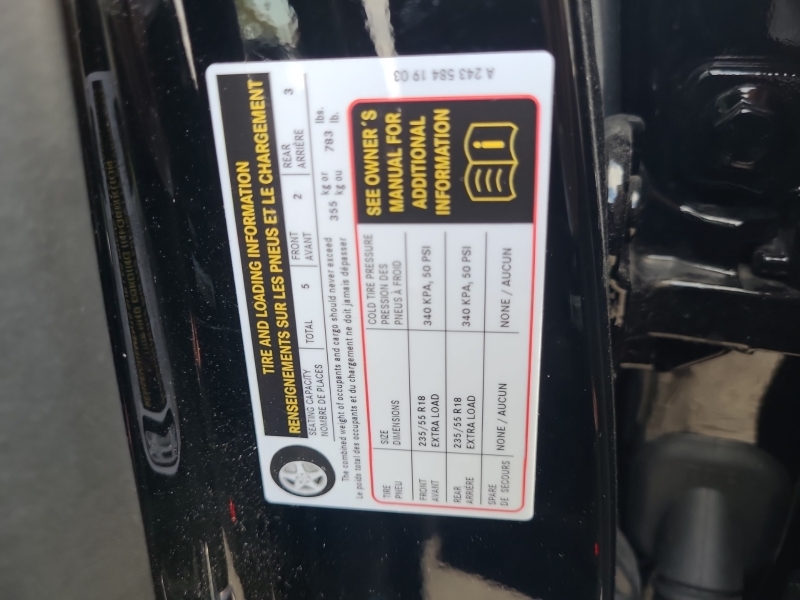 TIRE AND LOADING INFORMATION
RENSEIGNEMENTS SUR LES PNEUS ET LE CHARGEMENT
SEATING CAPACITY
NOMBRE DE PLACES
TOTAL 5
FRONT
AVANT
2
REAR
ARRIÈRE
3
The combined weight of occupants and cargo should never exceed
Le poids total des occupants et du chargement ne doit jamais dépasser
355 kg or 783 lbs.
kg ou lb.
TIRE
PNEU
SIZE
DIMENSIONS
COLD TIRE PRESSURE
PRESSION DES
PNEUS À FROID
FRONT
AVANT
235/55 R18
EXTRA LOAD
340 KPA, 50 PSI
REAR
ARRIÈRE
235/55 R18
EXTRA LOAD
340 KPA, 50 PSI
SPARE
DE SECOURS
NONE / AUCUN
NONE / AUCUN
SEE OWNER'S
MANUAL FOR
ADDITIONAL
INFORMATION
A 243 584 19 03